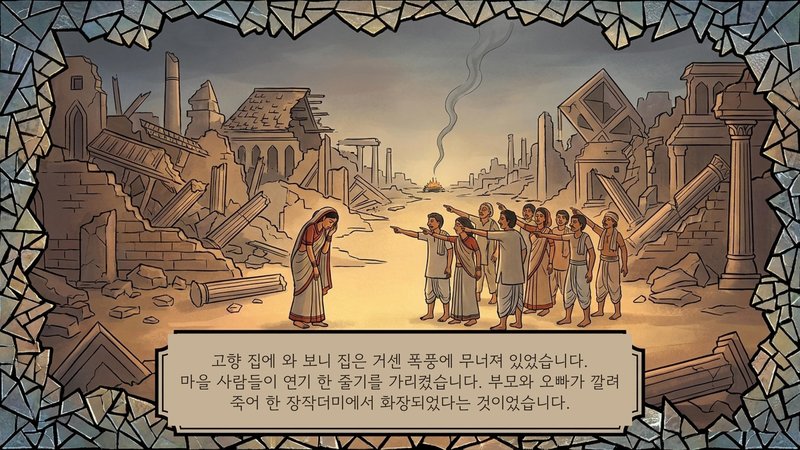 고향 집에 와 보니 집은 거센 폭풍에 무너져 있었습니다.
마을 사람들이 연기 한 줄기를 가리켰습니다. 부모와 오빠가 깔려
죽어 한 장작더미에서 화장되었다는 것이었습니다.